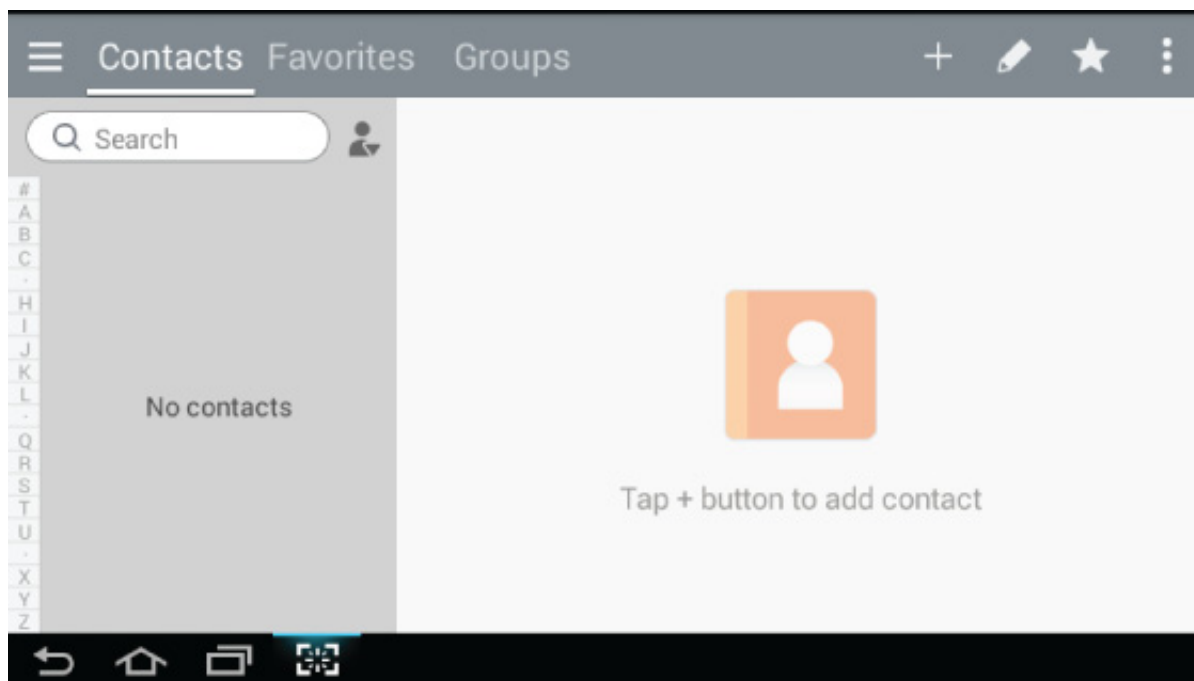 Contacts Favorites Groups
Search
#
A
B
C
·
H
I
J
K
L
·
Q
R
S
T
U
·
X
Y
Z
No contacts
Tap + button to add contact